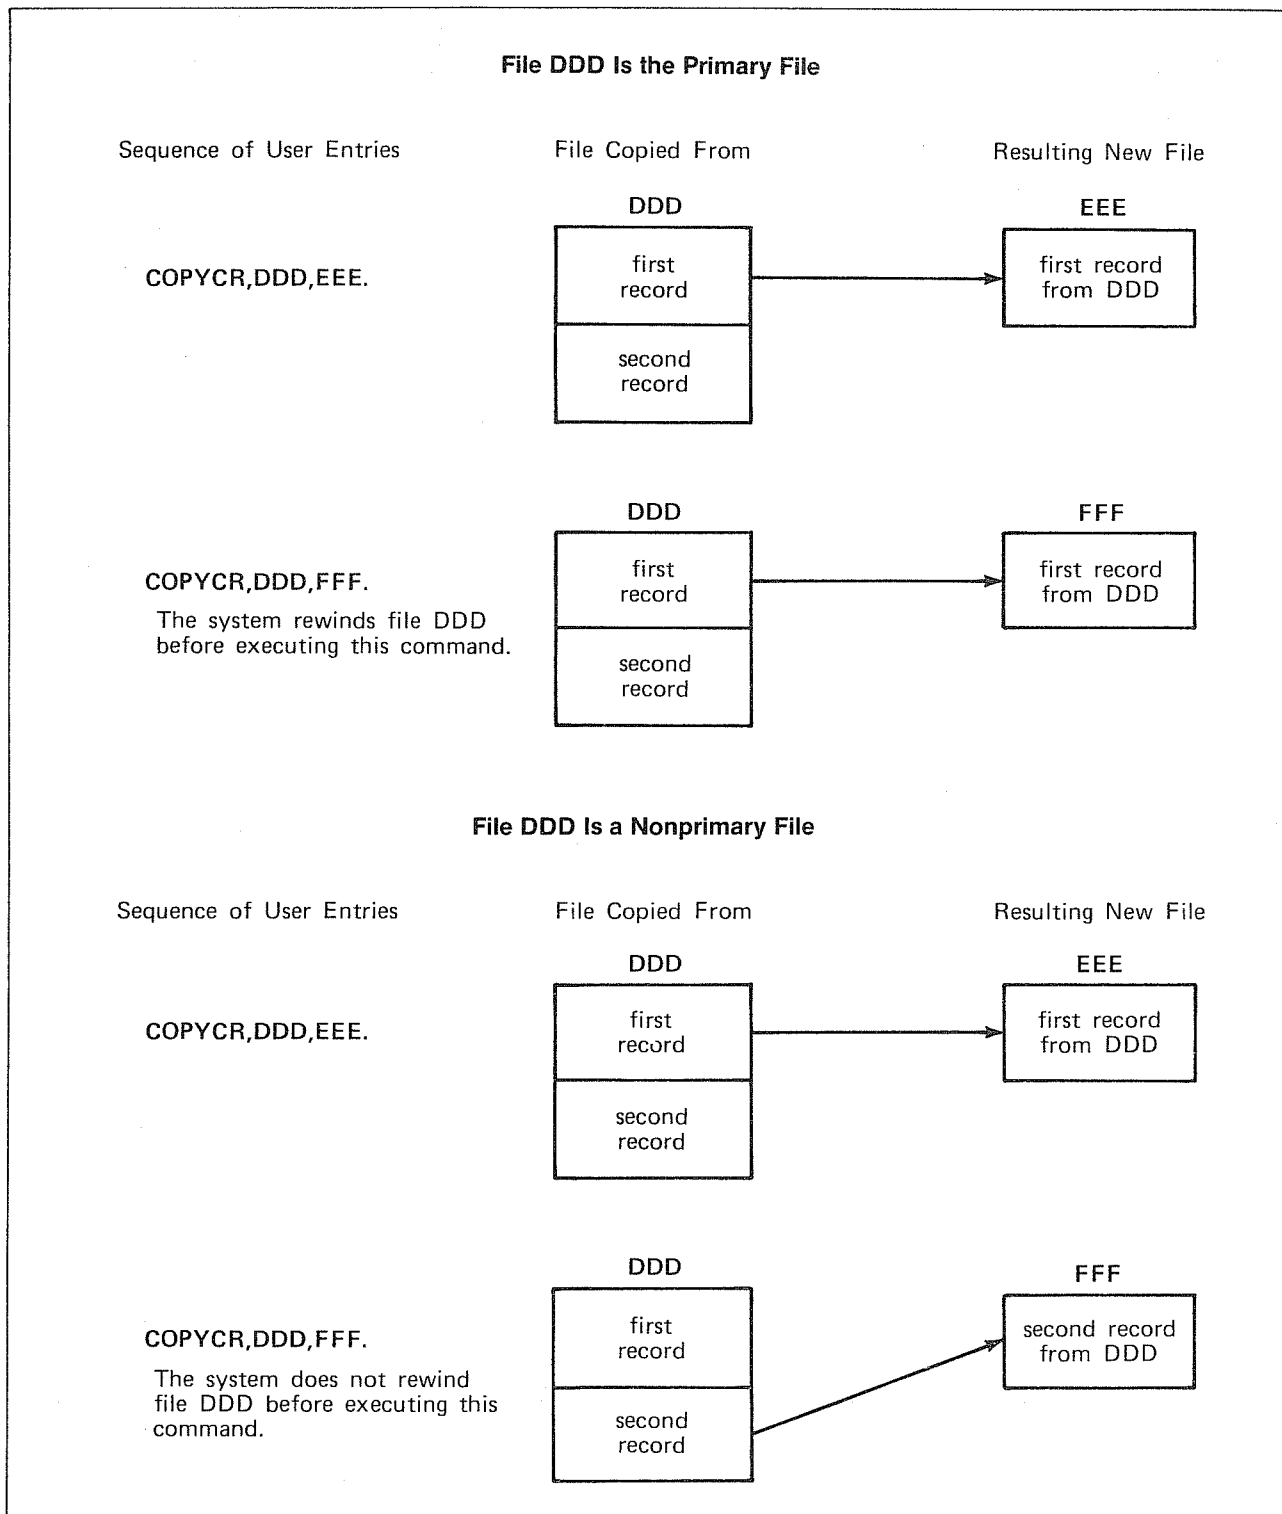 File DDD Is the Primary File
Sequence of User Entries
File Copied From
Resulting New File
DDD
EEE
COPYCR,DDD,EEE.
first
record
first record
from DDD
second
record
DDD
FFF
COPYCR,DDD,FFF.
The system rewinds file DDD
before executing this command.
first
record
first record
from DDD
second
record
File DDD Is a Nonprimary File
Sequence of User Entries
File Copied From
Resulting New File
DDD
EEE
COPYCR,DDD,EEE.
first
record
first record
from DDD
second
record
DDD
FFF
COPYCR,DDD,FFF.
The system does not rewind
file DDD before executing this
command.
first
record
second record
from DDD
second
record